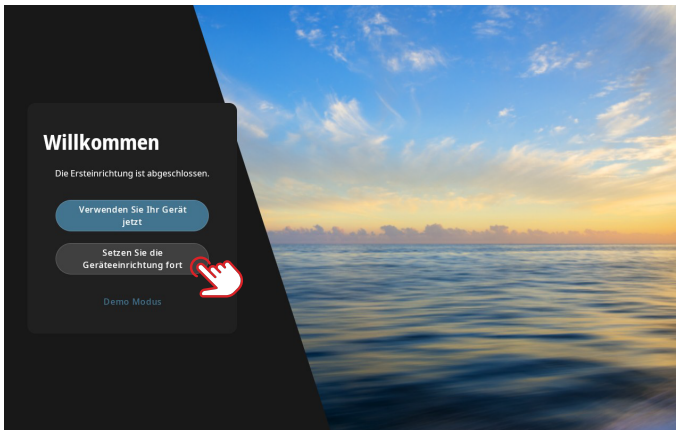 Willkommen
Die Ersteinrichtung ist abgeschlossen.
Verwenden Sie Ihr Gerät
jetzt
Setzen Sie die
Geräteeinrichtung fort
Demo Modus